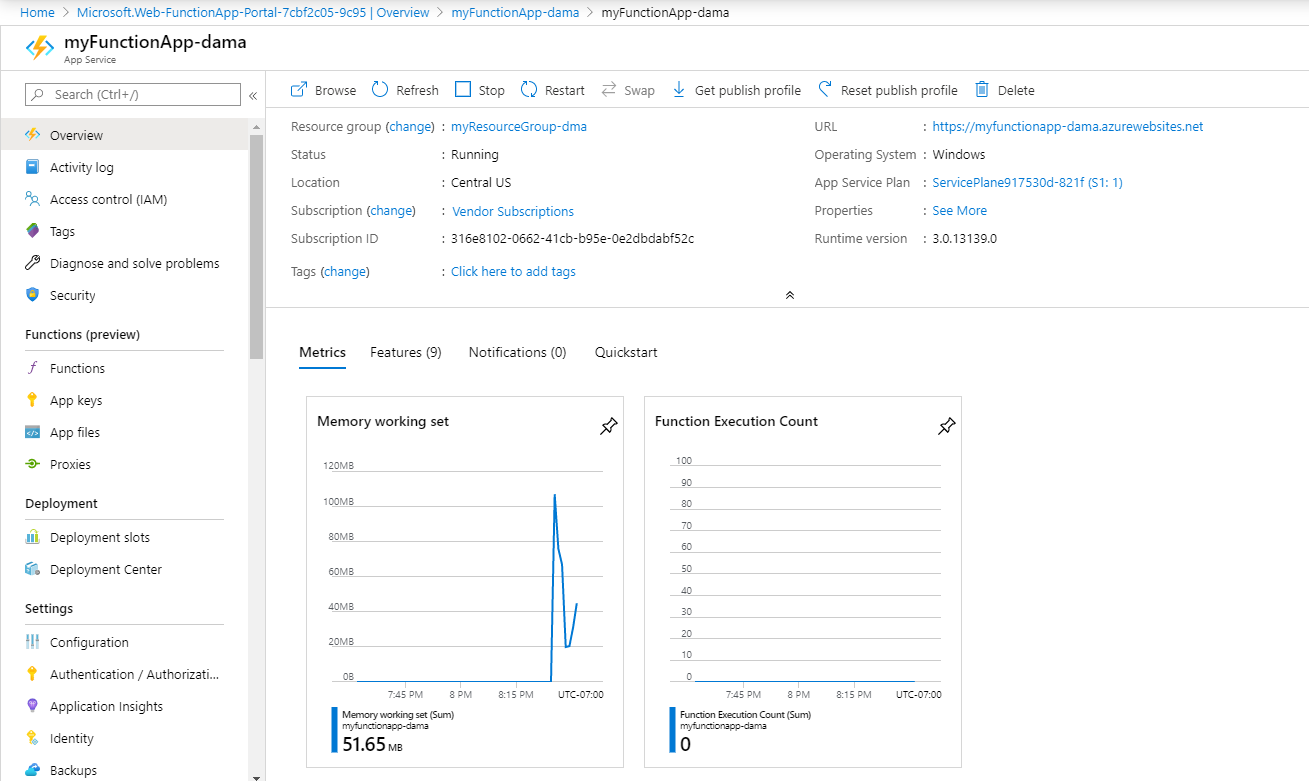 Home > Microsoft.Web-FunctionApp-Portal-7cbf2c05-9c95 | Overview > myFunctionApp-dama > myFunctionApp-dama
myFunctionApp-dama
App Service
Search (Ctrl+/)
«
Overview
Activity log
Access control (IAM)
Tags
Diagnose and solve problems
Security
Functions (preview)
Functions
App keys
App files
Proxies
Deployment
Deployment slots
Deployment Center
Settings
Configuration
Authentication / Authorizati...
Application Insights
Identity
Backups
Browse Refresh Stop Restart Swap Get publish profile Reset publish profile Delete
Resource group (change) : myResourceGroup-dma
Status : Running
Location : Central US
Subscription (change) : Vendor Subscriptions
Subscription ID : 316e8102-0662-41cb-b95e-0e2dbdabf52c
Tags (change) : Click here to add tags
URL : https://myfunctionapp-dama.azurewebsites.net
Operating System : Windows
App Service Plan : ServicePlane917530d-821f (S1: 1)
Properties : See More
Runtime version : 3.0.13139.0
Metrics Features (9) Notifications (0) Quickstart
Memory working set
120MB
100MB
80MB
60MB
40MB
20MB
0B
7:45 PM 8 PM 8:15 PM UTC-07:00
Memory working set (Sum)
myfunctionapp-dama
51.65 MB
Function Execution Count
100
90
80
70
60
50
40
30
20
10
0
7:45 PM 8 PM 8:15 PM UTC-07:00
Function Execution Count (Sum)
myfunctionapp-dama
0